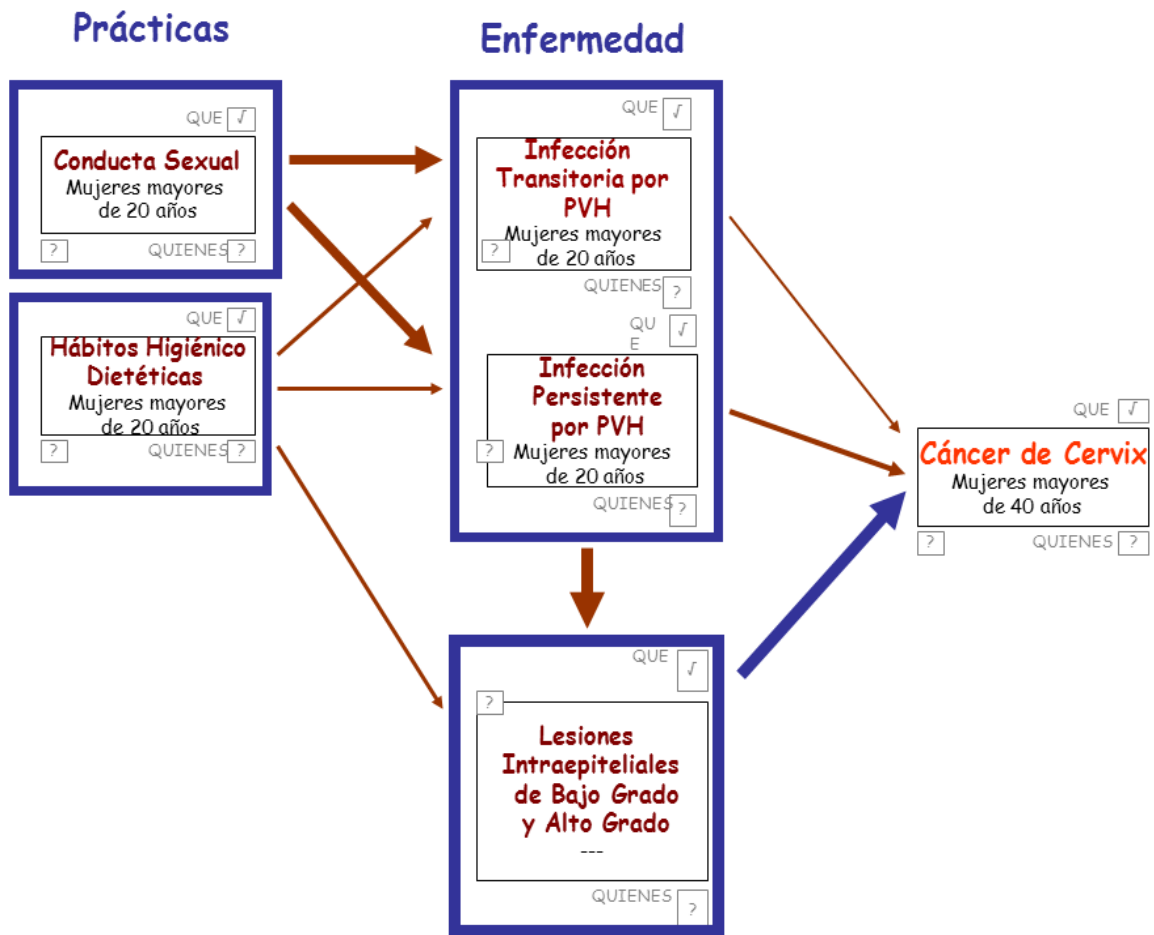 Prácticas
Enfermedad
QUE √
Conducta Sexual
Mujeres mayores
de 20 años
? QUIENES ?
QUE √
Hábitos Higiénico
Dietéticas
Mujeres mayores
de 20 años
? QUIENES ?
QUE √
Infección
Transitoria por
PVH
Mujeres mayores
? de 20 años
QUIENES ?
QU √
E
Infección
Persistente
por PVH
? Mujeres mayores
de 20 años
QUIENES ?
QUE √
?
Lesiones
Intraepiteliales
de Bajo Grado
y Alto Grado
---
QUIENES ?
QUE √
Cáncer de Cervix
Mujeres mayores
de 40 años
? QUIENES ?